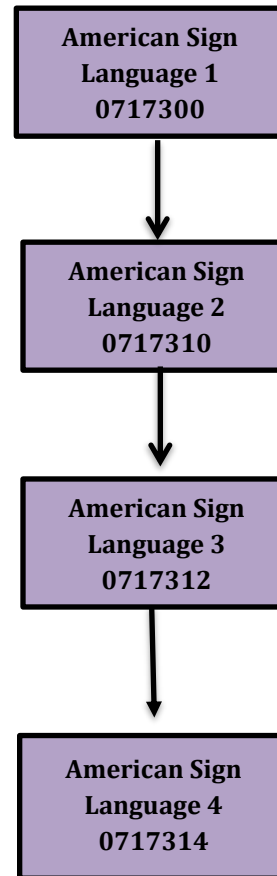 American Sign
Language 1
0717300
American Sign
Language 2
0717310
American Sign
Language 3
0717312
American Sign
Language 4
0717314